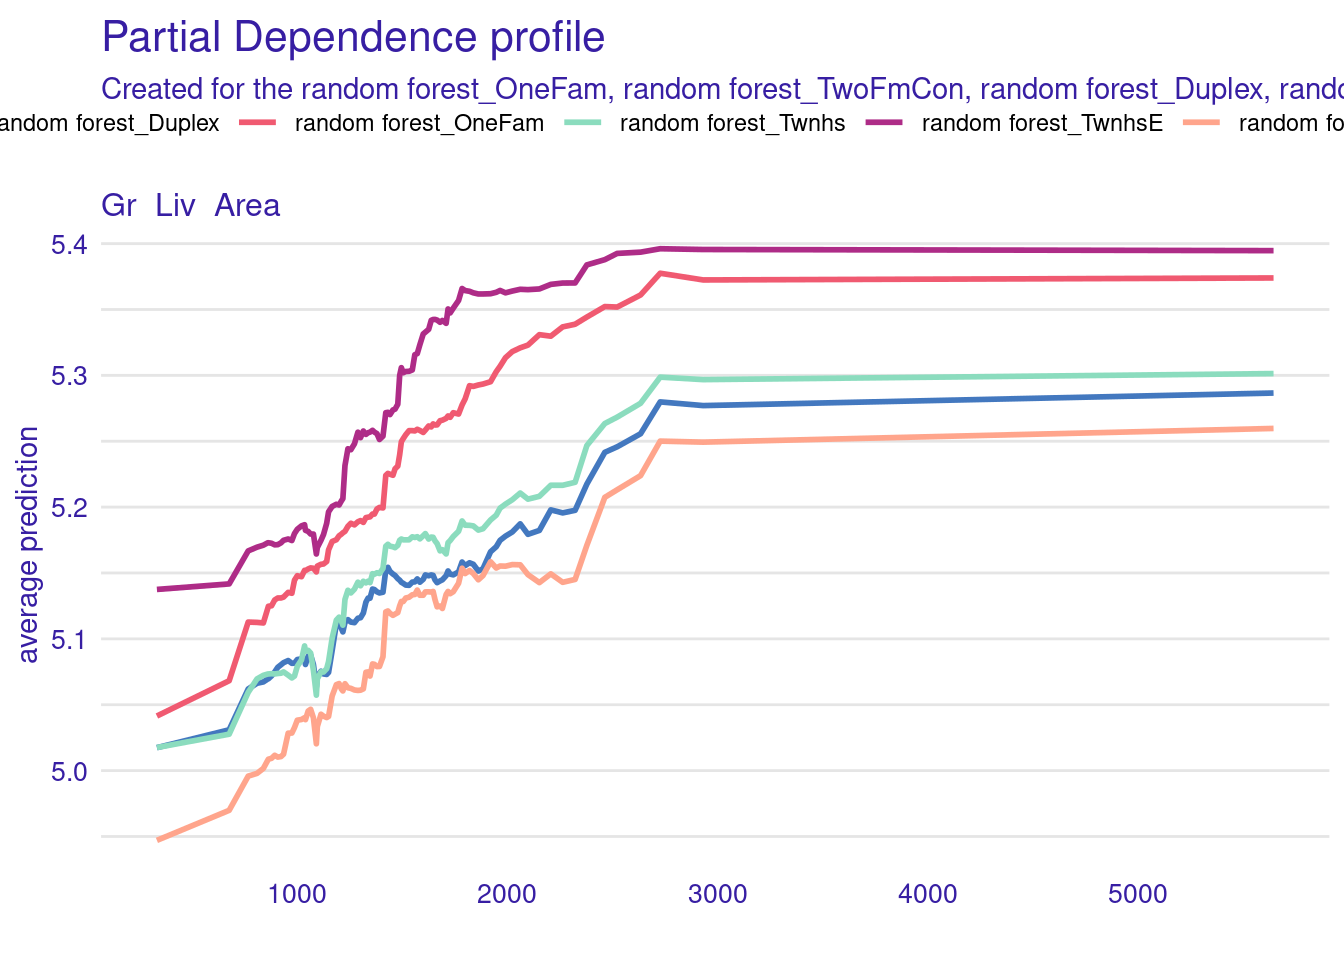 Partial Dependence profile
Created for the random forest_OneFam, random forest_TwoFmCon, random forest_Duplex,
forest_Duplex random forest_OneFam random forest_Twnhs random forest_TwnhsE random
Gr Liv Area
5.4
5.3
5.2
5.1
5.0
average prediction
1000 2000 3000 4000 5000